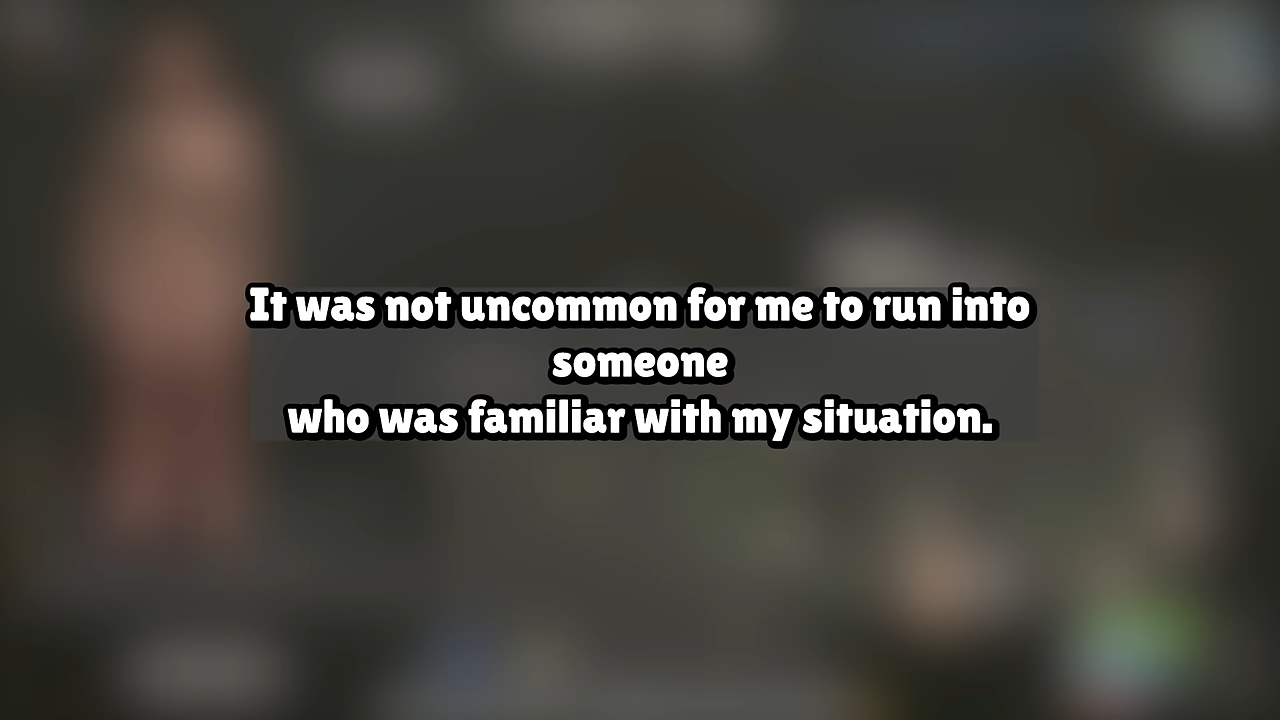 It was not uncommon for me to run into
someone
who was familiar with my situation.